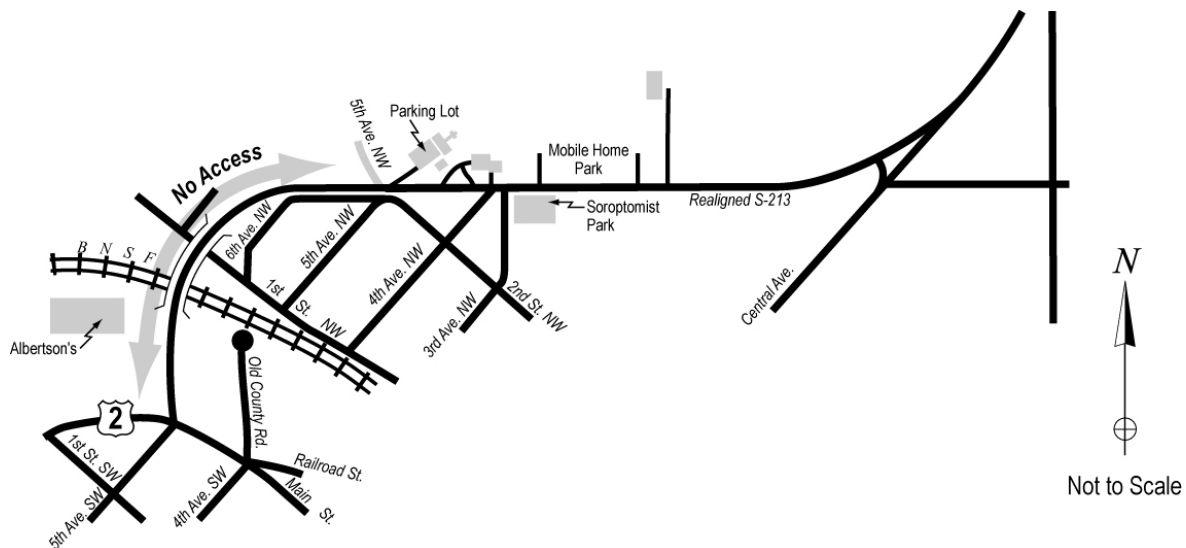 5th Ave. NW
Parking Lot
No Access
Mobile Home
Park
Realigned S-213
Soroptomist
Park
6th Ave. NW
5th Ave. NW
4th Ave. NW
1st St. NW
2nd St. NW
3rd Ave. NW
Central Ave.
B N S F
Albertson's
N
Not to Scale
2
Old County Rd.
1st St. SW
5th Ave. SW
4th Ave. SW
Railroad St.
Main St.